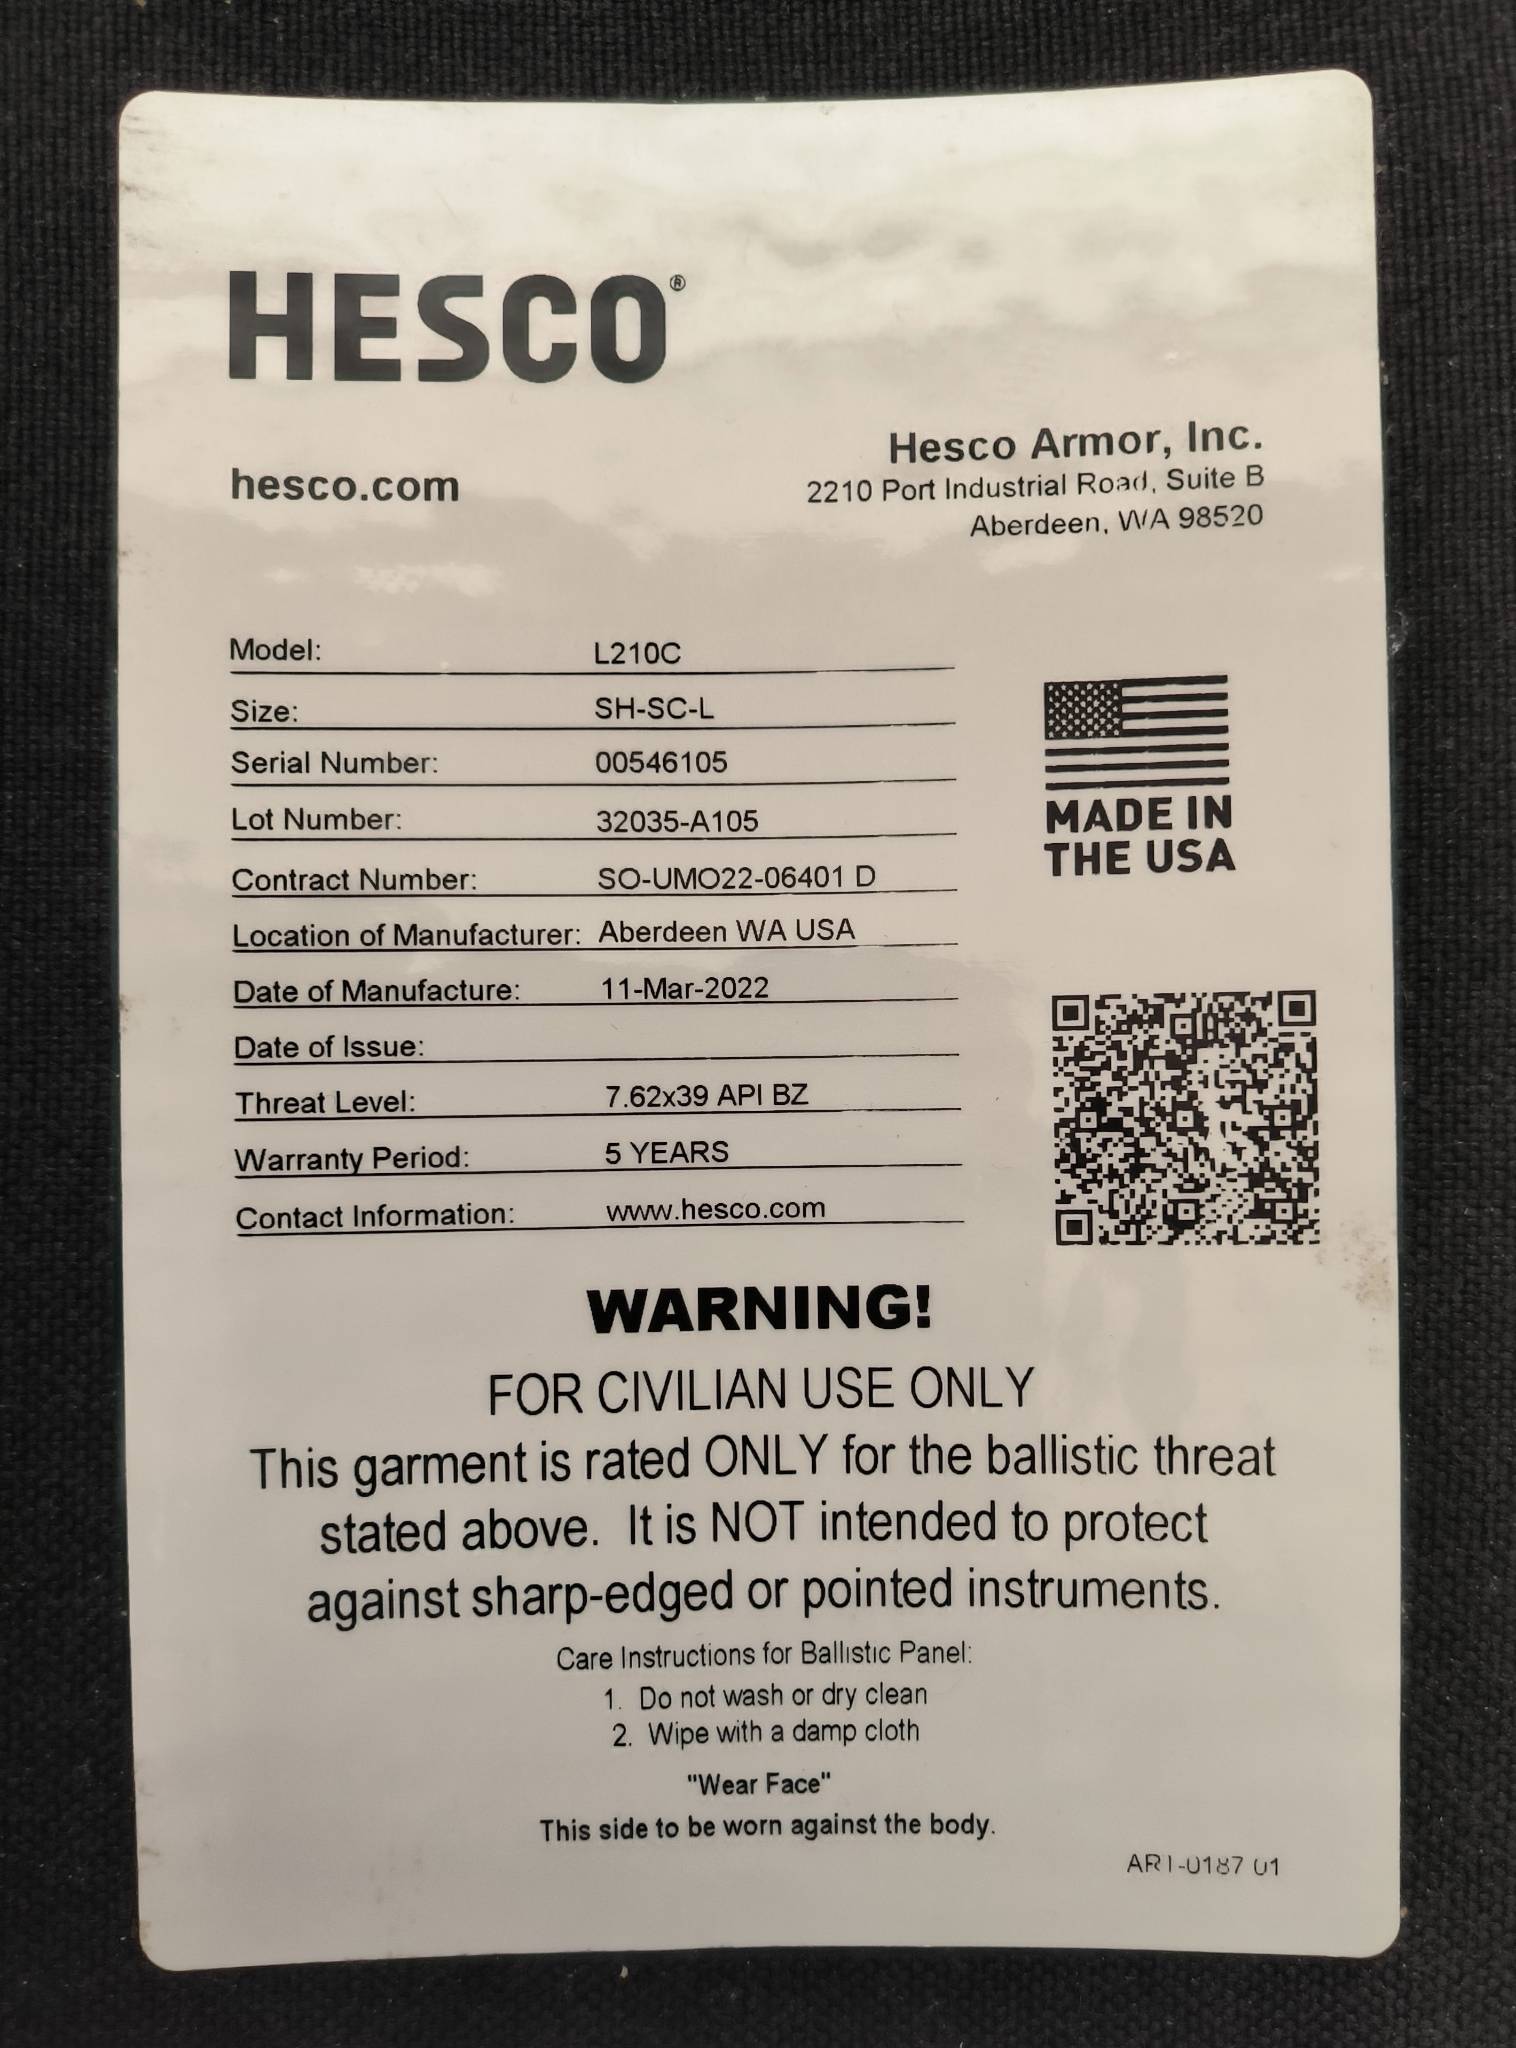 HESCO®
hesco.com
Hesco Armor, Inc.
2210 Port Industrial Road, Suite B
Aberdeen, WA 98520
Model: L210C
Size: SH-SC-L
Serial Number: 00546105
Lot Number: 32035-A105
Contract Number: SO-UMO22-06401 D
Location of Manufacturer: Aberdeen WA USA
Date of Manufacture: 11-Mar-2022
Date of Issue:
Threat Level: 7.62x39 API BZ
Warranty Period: 5 YEARS
Contact Information: www.hesco.com
MADE IN
THE USA
WARNING!
FOR CIVILIAN USE ONLY
This garment is rated ONLY for the ballistic threat
stated above. It is NOT intended to protect
against sharp-edged or pointed instruments.
Care Instructions for Ballistic Panel:
1. Do not wash or dry clean
2. Wipe with a damp cloth
"Wear Face"
This side to be worn against the body.
ART-0187 01